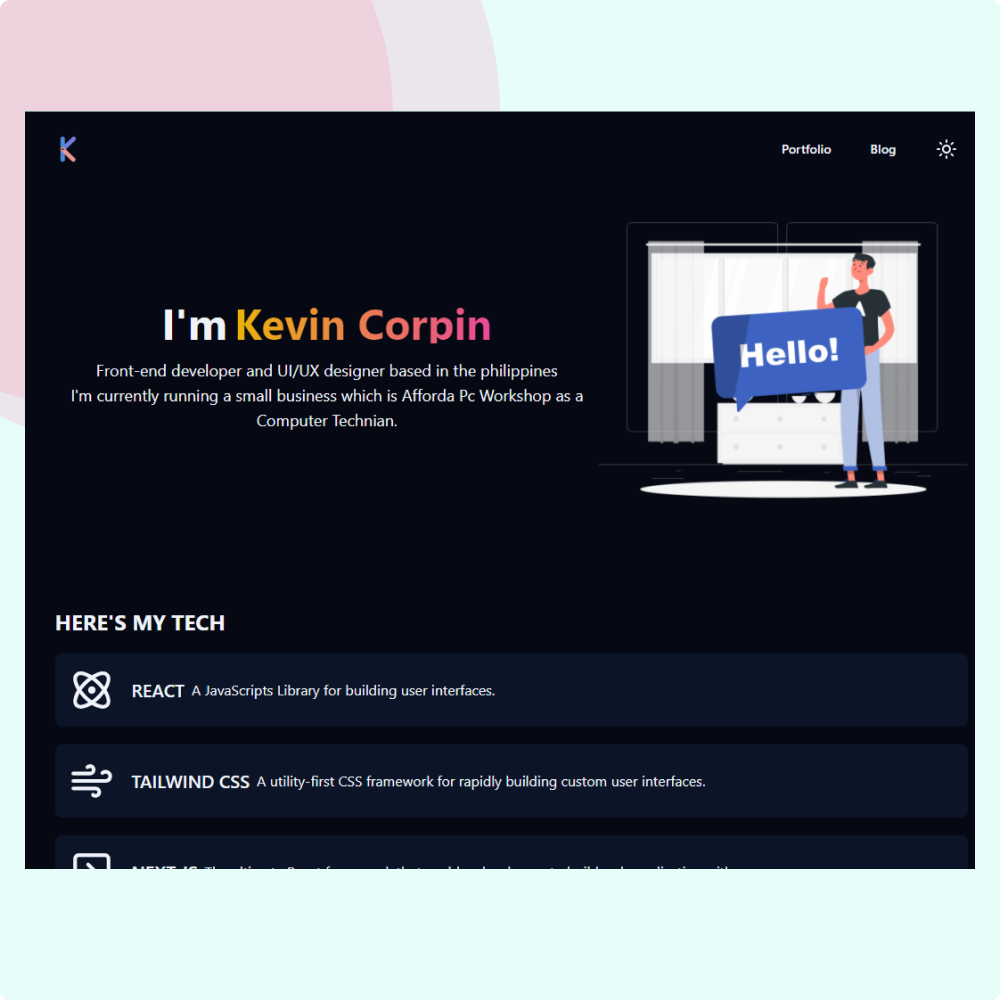 K
Portfolio
Blog
I'm Kevin Corpin
Front-end developer and UI/UX designer based in the philippines
I'm currently running a small business which is Afforda Pc Workshop as a
Computer Technian.
Hello!
HERE'S MY TECH
REACT A JavaScripts Library for building user interfaces.
TAILWIND CSS A utility-first CSS framework for rapidly building custom user interfaces.
NEXT JS